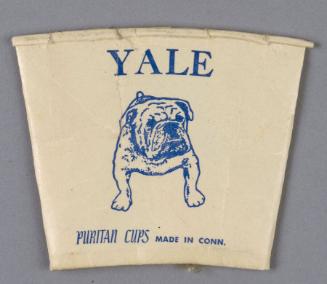 YALE
PURITAN CUPS MADE IN CONN.